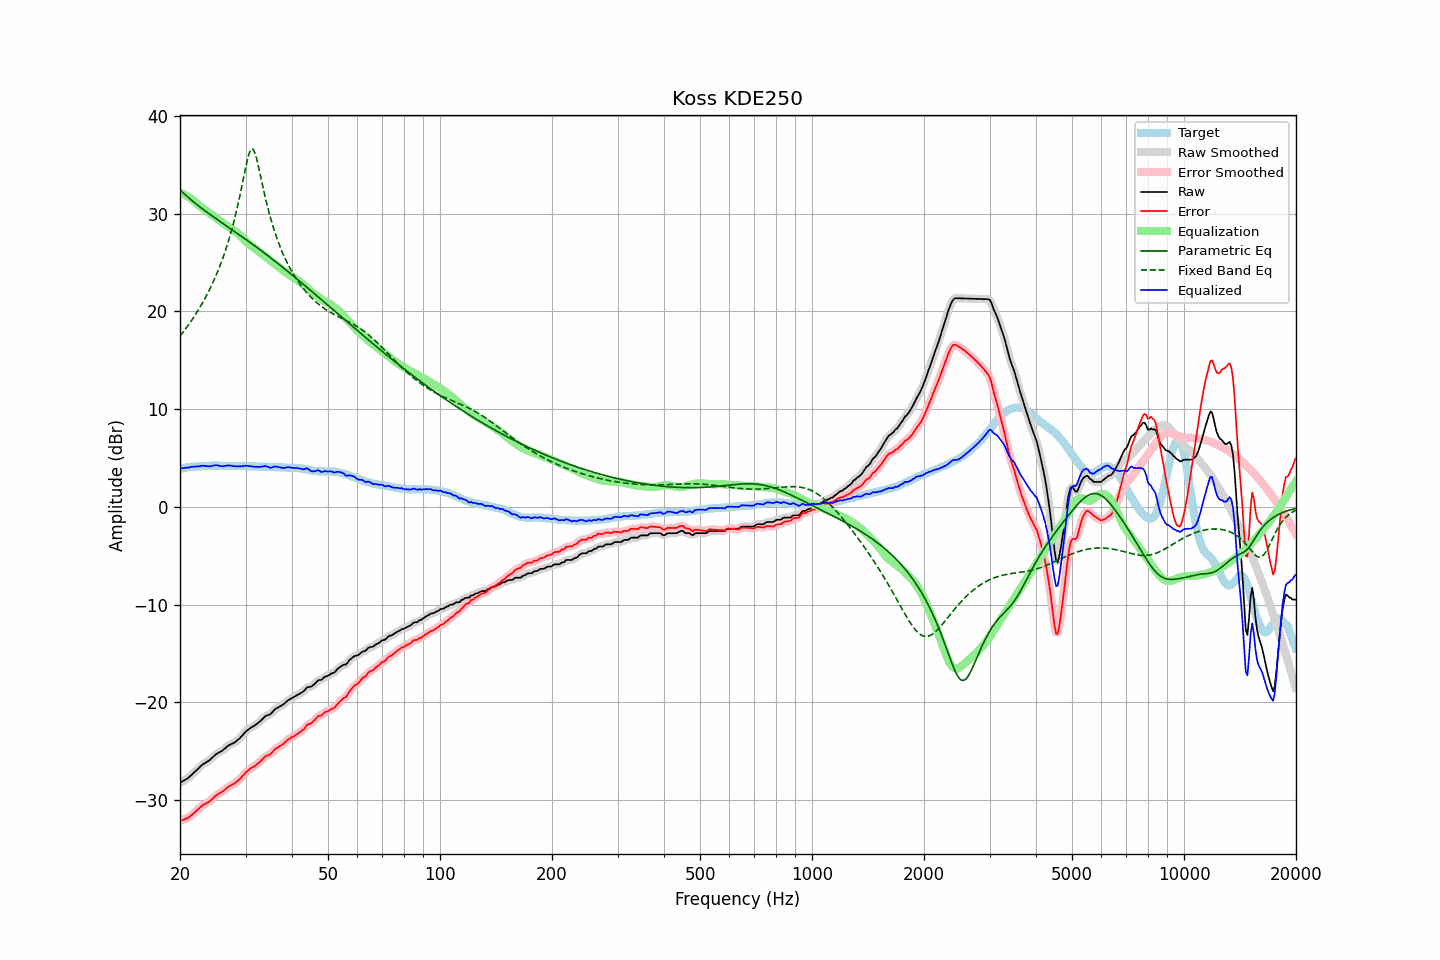 Koss KDE250
40
30
20
10
0
−10
−20
−30
Amplitude (dBr)
Target
Raw Smoothed
Error Smoothed
Raw
Error
Equalization
Parametric Eq
Fixed Band Eq
Equalized
20
50
100
200
500
1000
2000
5000
10000
20000
Frequency (Hz)